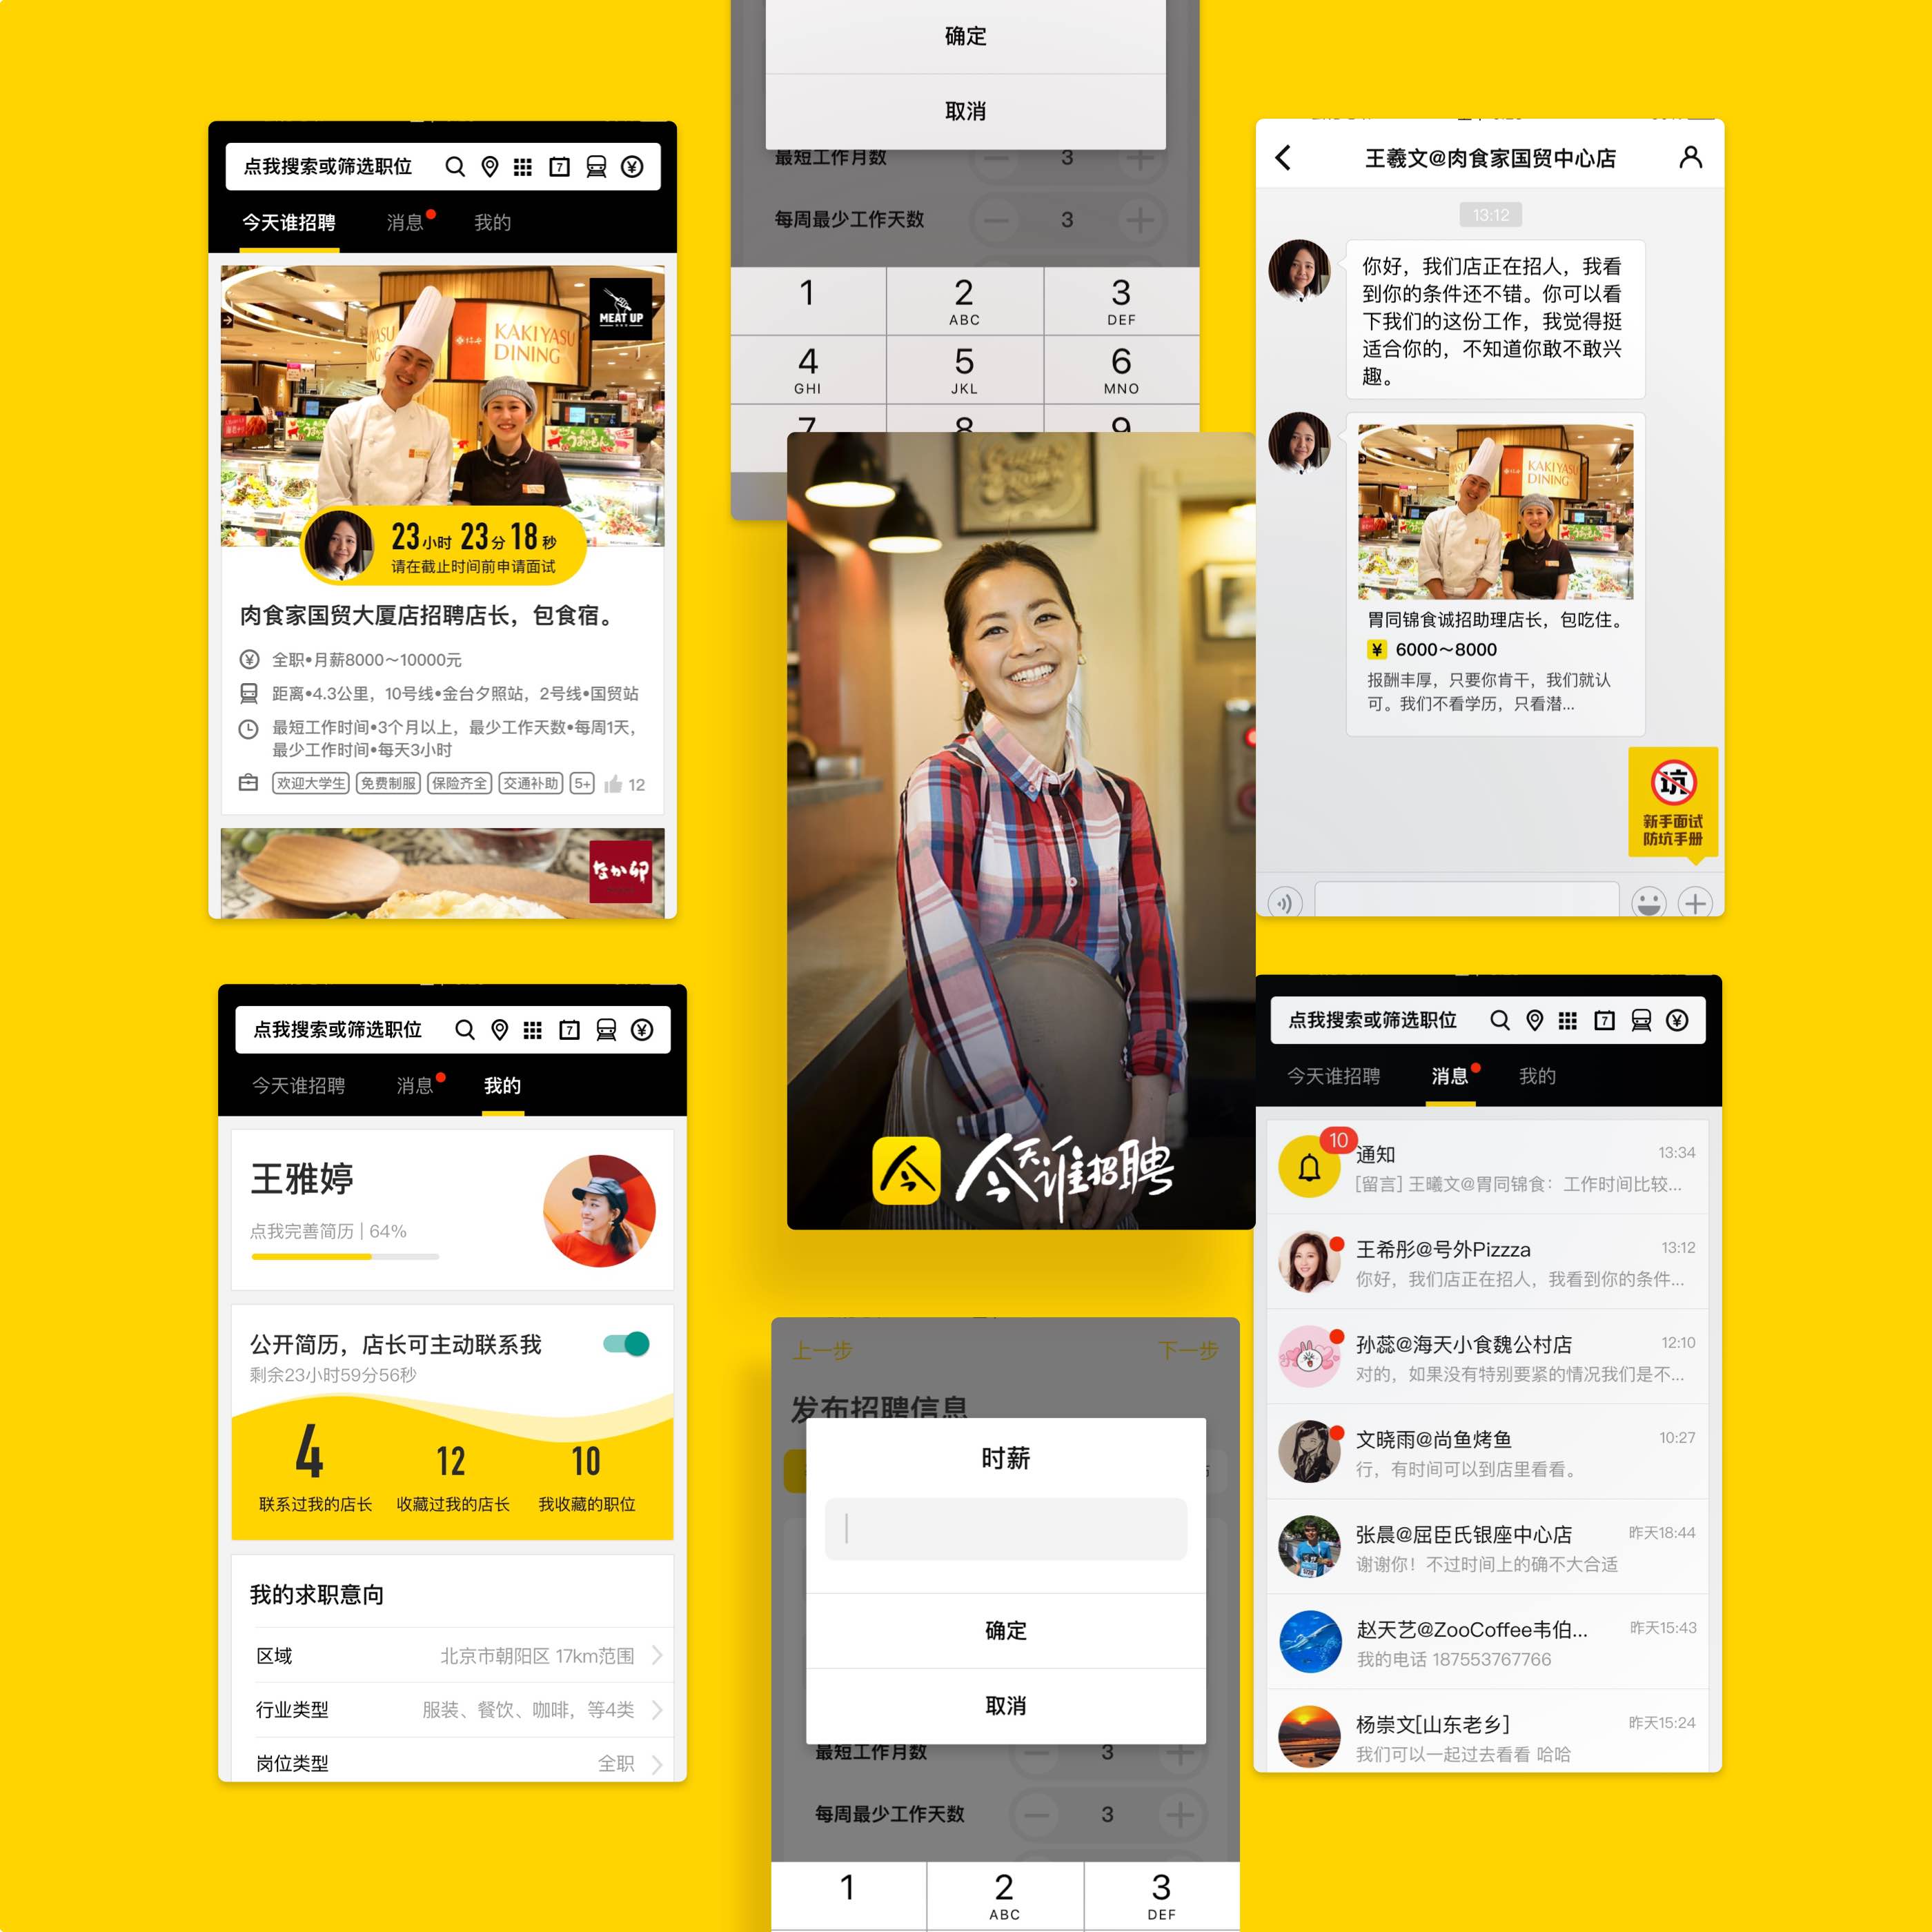 确定
取消
最短工作月数
3
每周最少工作天数
3
1
2
ABC
3
DEF
4
GHI
5
JKL
6
MNO
7
8
9
点我搜索或筛选职位
7
今天谁招聘
消息
我的
MEAT UP
KAKIYASU
DINING
23小时 23分 18秒
请在截止时间前申请面试
肉食家国贸大厦店招聘店长，包食宿。
全职•月薪8000～10000元
距离•4.3公里，10号线•金台夕照站，2号线•国贸站
最短工作时间•3个月以上，最少工作天数•每周1天，
最少工作时间•每天3小时
欢迎大学生 免费制服 保险齐全 交通补助 5+ 12
なか卯
今
今天谁招聘
王羲文@肉食家国贸中心店
13:12
你好，我们店正在招人，我看
到你的条件还不错。你可以看
下我们的这份工作，我觉得挺
适合你的，不知道你敢不敢兴
趣。
KAKIYASU
DINING
胃同锦食诚招助理店长，包吃住。
¥ 6000～8000
报酬丰厚，只要你肯干，我们就认
可。我们不看学历，只看潜...
坑
新手面试
防坑手册
点我搜索或筛选职位
7
今天谁招聘
消息
我的
王雅婷
点我完善简历 | 64%
公开简历，店长可主动联系我
剩余23小时59分56秒
4
12
10
联系过我的店长
收藏过我的店长
我收藏的职位
我的求职意向
区域
北京市朝阳区 17km范围
行业类型
服装、餐饮、咖啡，等4类
岗位类型
全职
上一步
下一步
发布招聘信息
时薪
确定
取消
最短工作月数
3
每周最少工作天数
3
1
2
ABC
3
DEF
点我搜索或筛选职位
7
今天谁招聘
消息
我的
10
通知
13:34
[留言] 王曦文@胃同锦食：工作时间比较...
王希彤@号外Pizzza
13:12
你好，我们店正在招人，我看到你的条件...
孙蕊@海天小食魏公村店
12:10
对的，如果没有特别要紧的情况我们是不...
文晓雨@尚鱼烤鱼
10:27
行，有时间可以到店里看看。
张晨@屈臣氏银座中心店
昨天18:44
谢谢你！不过时间上的确不大合适
赵天艺@ZooCoffee韦伯...
昨天15:43
我的电话 187553767766
杨崇文[山东老乡]
昨天15:24
我们可以一起过去看看 哈哈